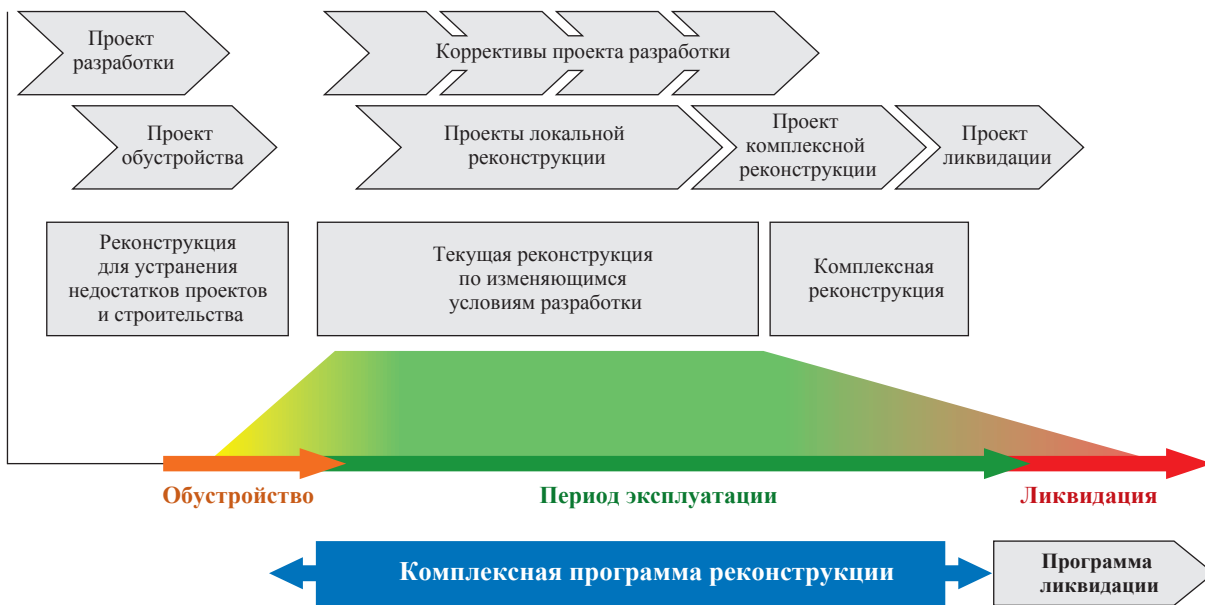 Проект
разработки
Коррективы проекта разработки
Проект
обустройства
Проекты локальной
реконструкции
Проект
комплексной
реконструкции
Проект
ликвидации
Реконструкция
для устранения
недостатков проектов
и строительства
Текущая реконструкция
по изменяющимся
условиям разработки
Комплексная
реконструкция
Обустройство
Период эксплуатации
Ликвидация
Комплексная программа реконструкции
Программа
ликвидации